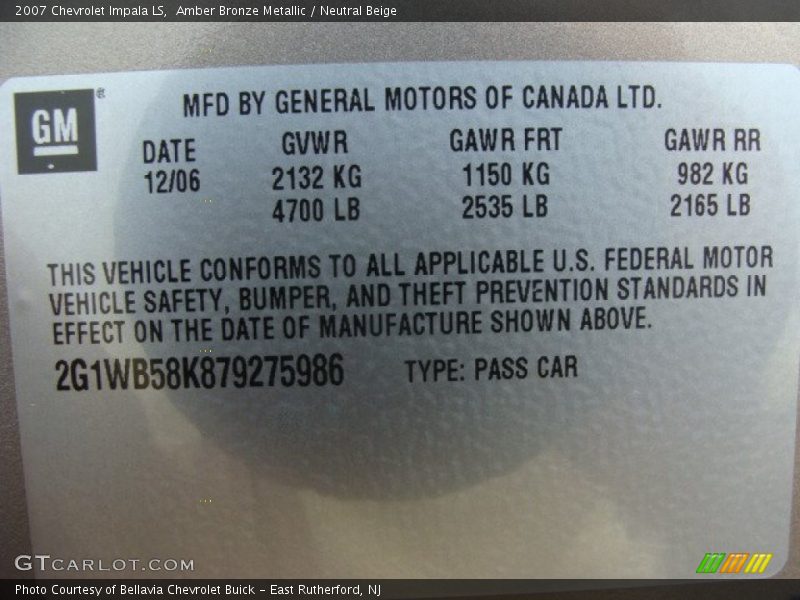 2007 Chevrolet Impala LS, Amber Bronze Metallic / Neutral Beige
GM®
MFD BY GENERAL MOTORS OF CANADA LTD.
DATE GVWR GAWR FRT GAWR RR
12/06 2132 KG 1150 KG 982 KG
4700 LB 2535 LB 2165 LB
THIS VEHICLE CONFORMS TO ALL APPLICABLE U.S. FEDERAL MOTOR
VEHICLE SAFETY, BUMPER, AND THEFT PREVENTION STANDARDS IN
EFFECT ON THE DATE OF MANUFACTURE SHOWN ABOVE.
2G1WB58K879275986 TYPE: PASS CAR
GTCARLOT.COM
Photo Courtesy of Bellavia Chevrolet Buick - East Rutherford, NJ